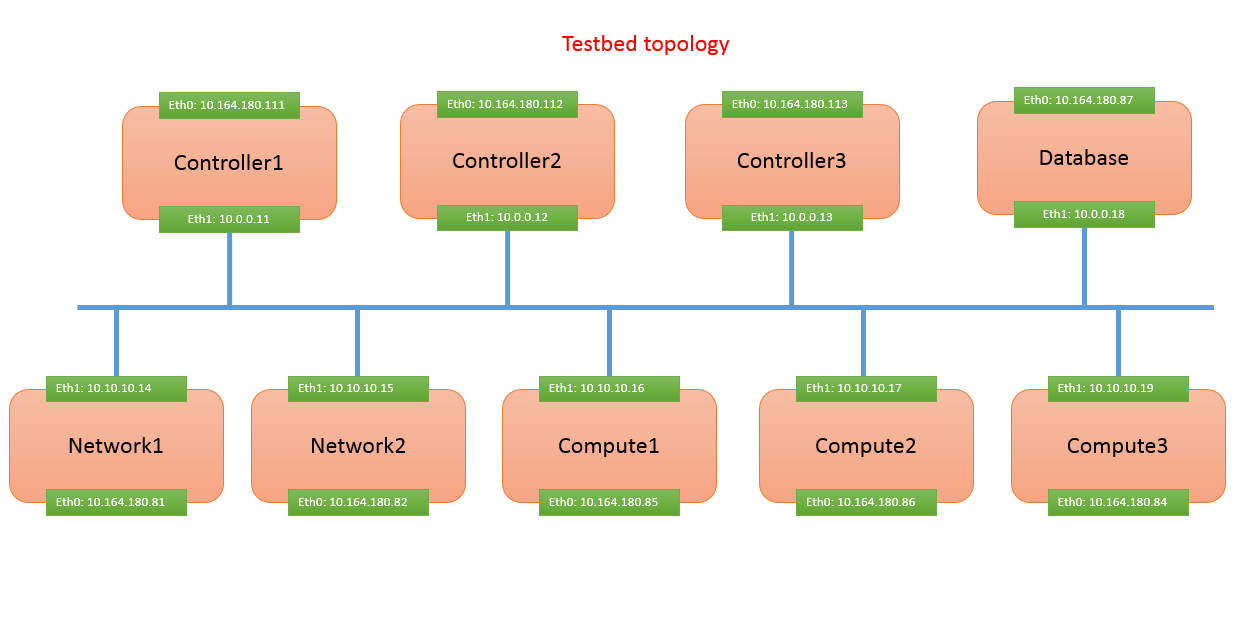 Testbed topology
Eth0: 10.164.180.111
Controller1
Eth1: 10.0.0.11
Eth0: 10.164.180.112
Controller2
Eth1: 10.0.0.12
Eth0: 10.164.180.113
Controller3
Eth1: 10.0.0.13
Eth0: 10.164.180.87
Database
Eth1: 10.0.0.18
Eth1: 10.10.10.14
Network1
Eth0: 10.164.180.81
Eth1: 10.10.10.15
Network2
Eth0: 10.164.180.82
Eth1: 10.10.10.16
Compute1
Eth0: 10.164.180.85
Eth1: 10.10.10.17
Compute2
Eth0: 10.164.180.86
Eth1: 10.10.10.19
Compute3
Eth0: 10.164.180.84